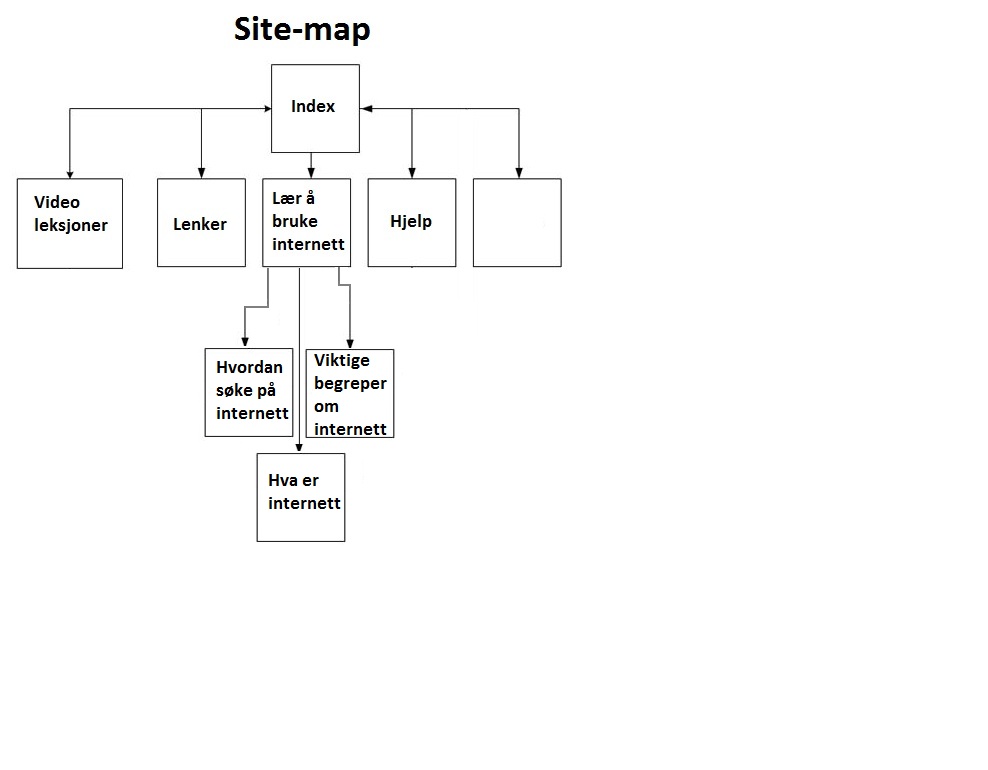 Site-map
Index
Video
leksjoner
Lenker
Lær å
bruke
internett
Hjelp
Hvordan
søke på
internett
Viktige
begreper
om
internett
Hva er
internett